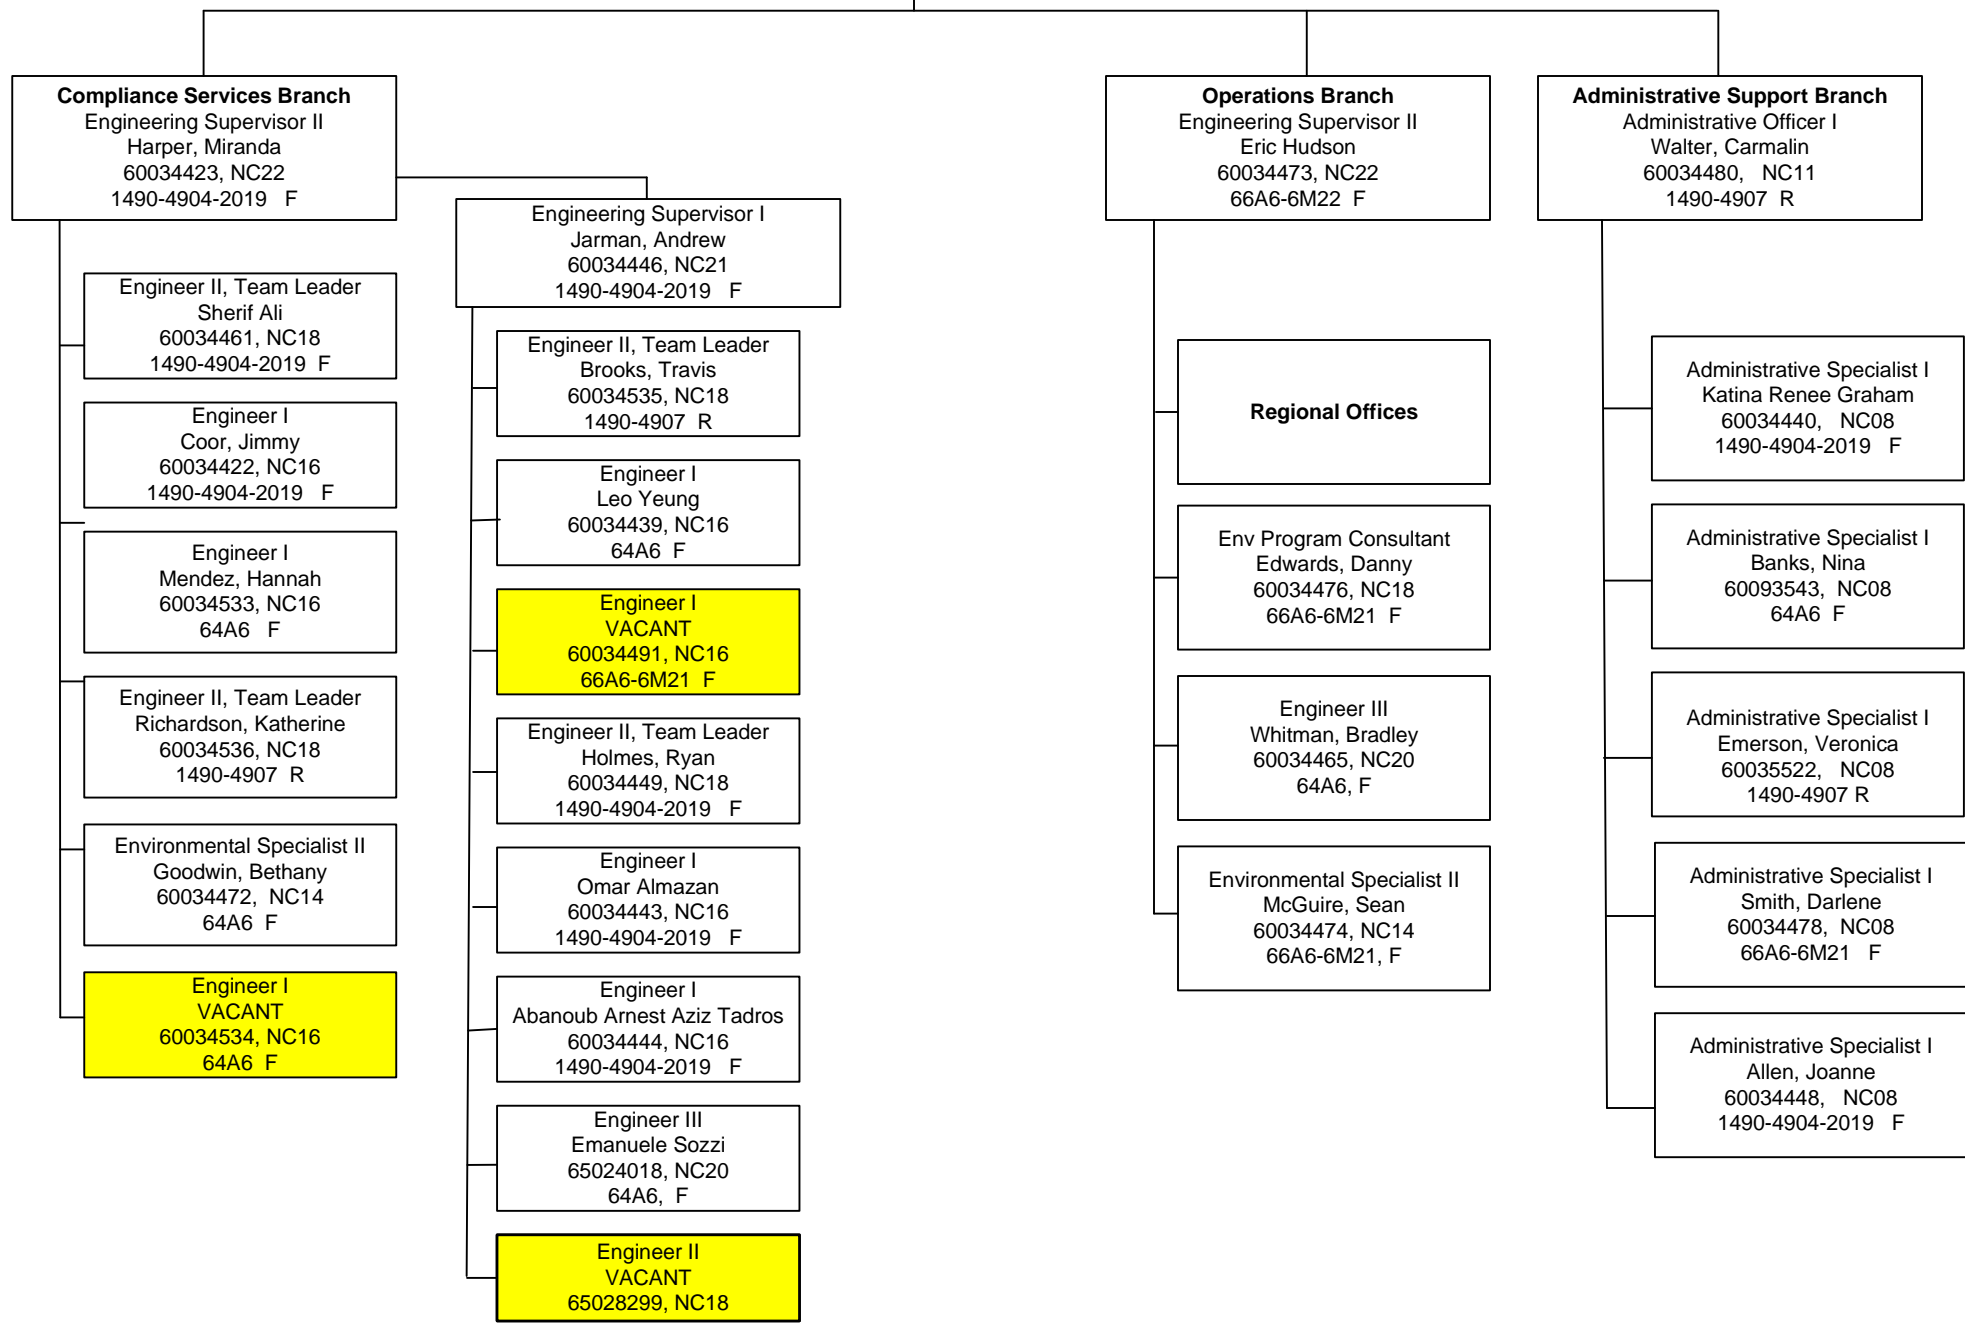 Compliance Services Branch
Engineering Supervisor II
Harper, Miranda
60034423, NC22
1490-4904-2019 F
Engineer II, Team Leader
Sherif Ali
60034461, NC18
1490-4904-2019 F
Engineer I
Coor, Jimmy
60034422, NC16
1490-4904-2019 F
Engineer I
Mendez, Hannah
60034533, NC16
64A6 F
Engineer II, Team Leader
Richardson, Katherine
60034536, NC18
1490-4907 R
Environmental Specialist II
Goodwin, Bethany
60034472, NC14
64A6 F
Engineer I
VACANT
60034534, NC16
64A6 F
Engineering Supervisor I
Jarman, Andrew
60034446, NC21
1490-4904-2019 F
Engineer II, Team Leader
Brooks, Travis
60034535, NC18
1490-4907 R
Engineer I
Leo Yeung
60034439, NC16
64A6 F
Engineer I
VACANT
60034491, NC16
66A6-6M21 F
Engineer II, Team Leader
Holmes, Ryan
60034449, NC18
1490-4904-2019 F
Engineer I
Omar Almazan
60034443, NC16
1490-4904-2019 F
Engineer I
Abanoub Arnest Aziz Tadros
60034444, NC16
1490-4904-2019 F
Engineer III
Emanuele Sozzi
65024018, NC20
64A6, F
Engineer II
VACANT
65028299, NC18
Operations Branch
Engineering Supervisor II
Eric Hudson
60034473, NC22
66A6-6M22 F
Regional Offices
Env Program Consultant
Edwards, Danny
60034476, NC18
66A6-6M21 F
Engineer III
Whitman, Bradley
60034465, NC20
64A6, F
Environmental Specialist II
McGuire, Sean
60034474, NC14
66A6-6M21, F
Administrative Support Branch
Administrative Officer I
Walter, Carmalin
60034480, NC11
1490-4907 R
Administrative Specialist I
Katina Renee Graham
60034440, NC08
1490-4904-2019 F
Administrative Specialist I
Banks, Nina
60093543, NC08
64A6 F
Administrative Specialist I
Emerson, Veronica
60035522, NC08
1490-4907 R
Administrative Specialist I
Smith, Darlene
60034478, NC08
66A6-6M21 F
Administrative Specialist I
Allen, Joanne
60034448, NC08
1490-4904-2019 F